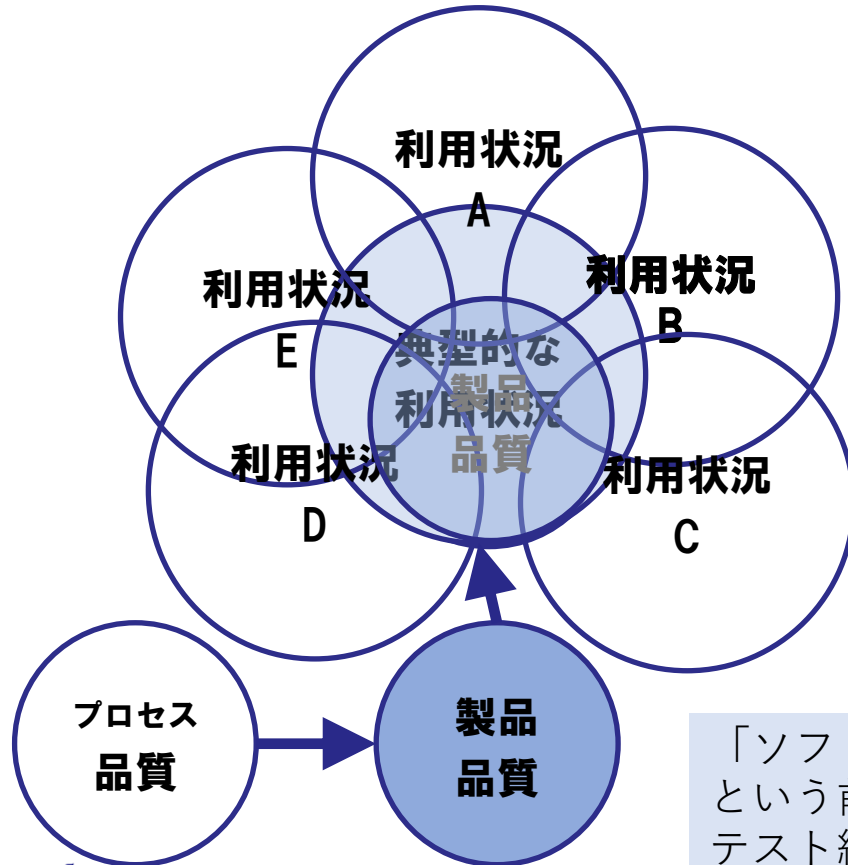 利用状況
A
利用状況
B
利用状況
E
典型的な
利用状況
製品
品質
利用状況
D
利用状況
C
プロセス
品質
製品
品質
「ソフ
という
テスト